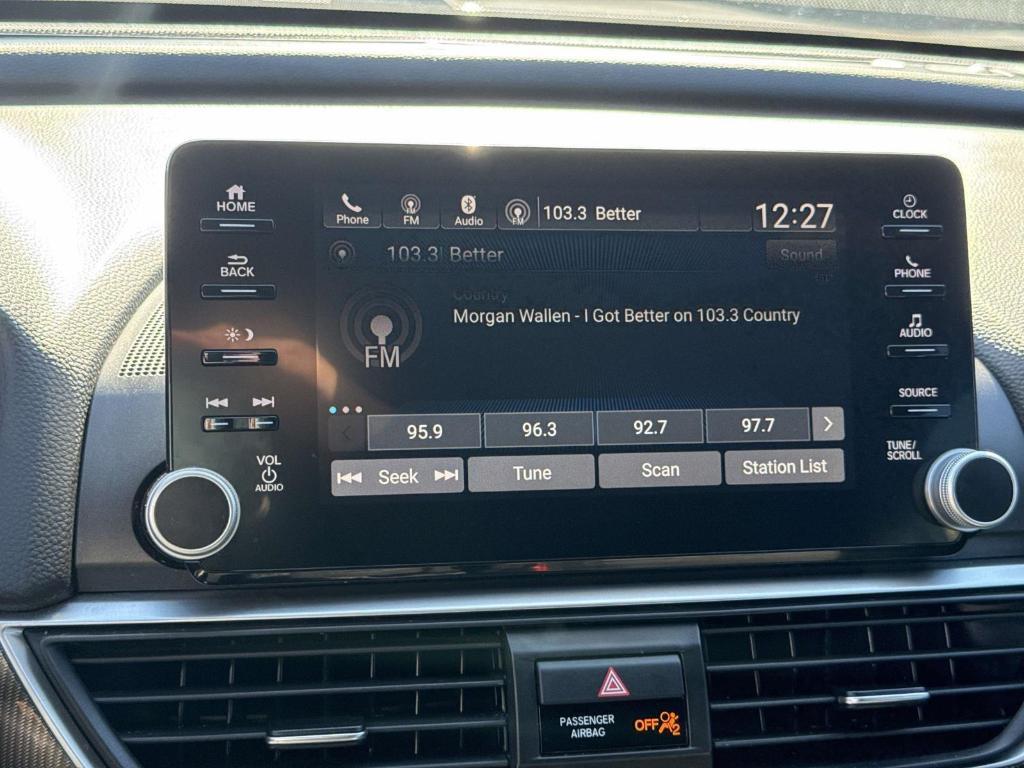 HOME
BACK
VOL
AUDIO
Phone
FM
Audio
FM
103.3 Better
12:27
103.3 Better
Sound
Country
Morgan Wallen - I Got Better on 103.3 Country
FM
95.9
96.3
92.7
97.7
Seek
Tune
Scan
Station List
CLOCK
PHONE
AUDIO
SOURCE
TUNE/
SCROLL
PASSENGER
AIRBAG
OFF
2